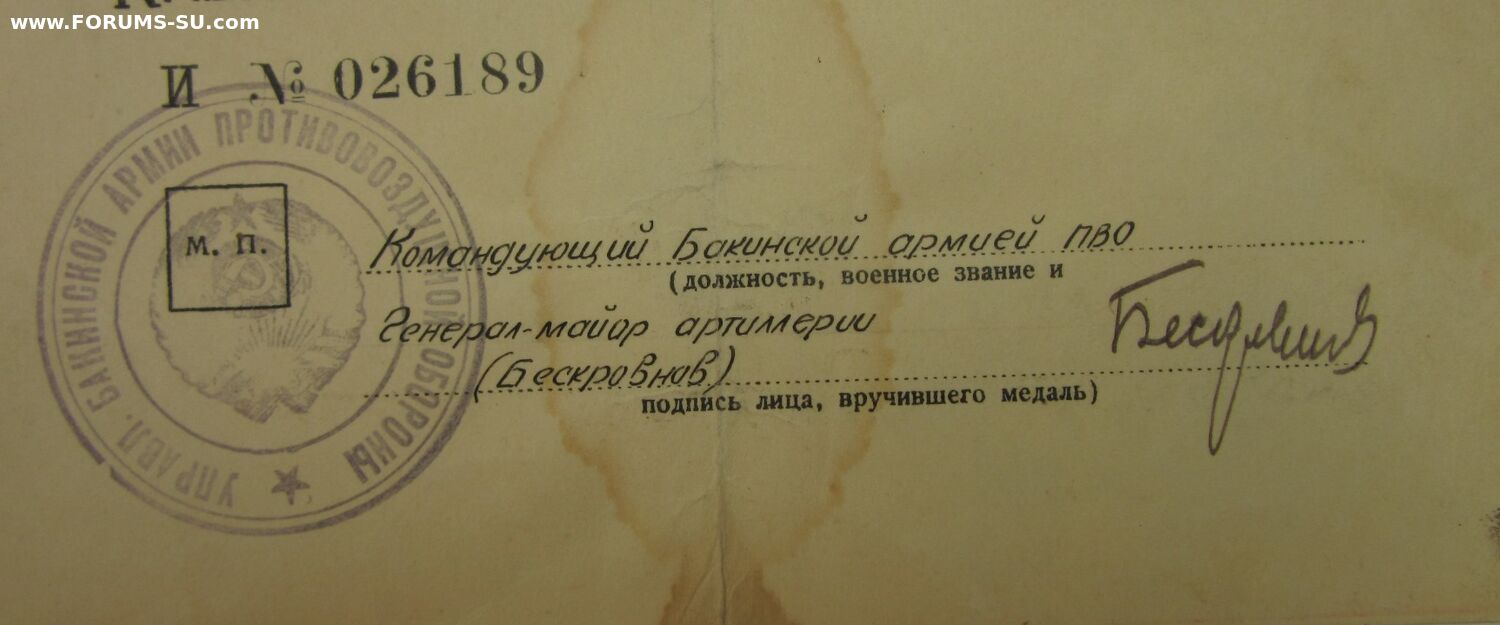 www.FORUMS-SU.com
И № 026189
УПРАВЛ. БАКИНСКОЙ АРМИИ ПРОТИВОВОЗДУШНОЙ ОБОРОНЫ
М. П.
Командующий Бакинской армией ПВО
(должность, военное звание и
Генерал-майор артиллерии
(Бескровнов)
подпись лица, вручившего медаль)